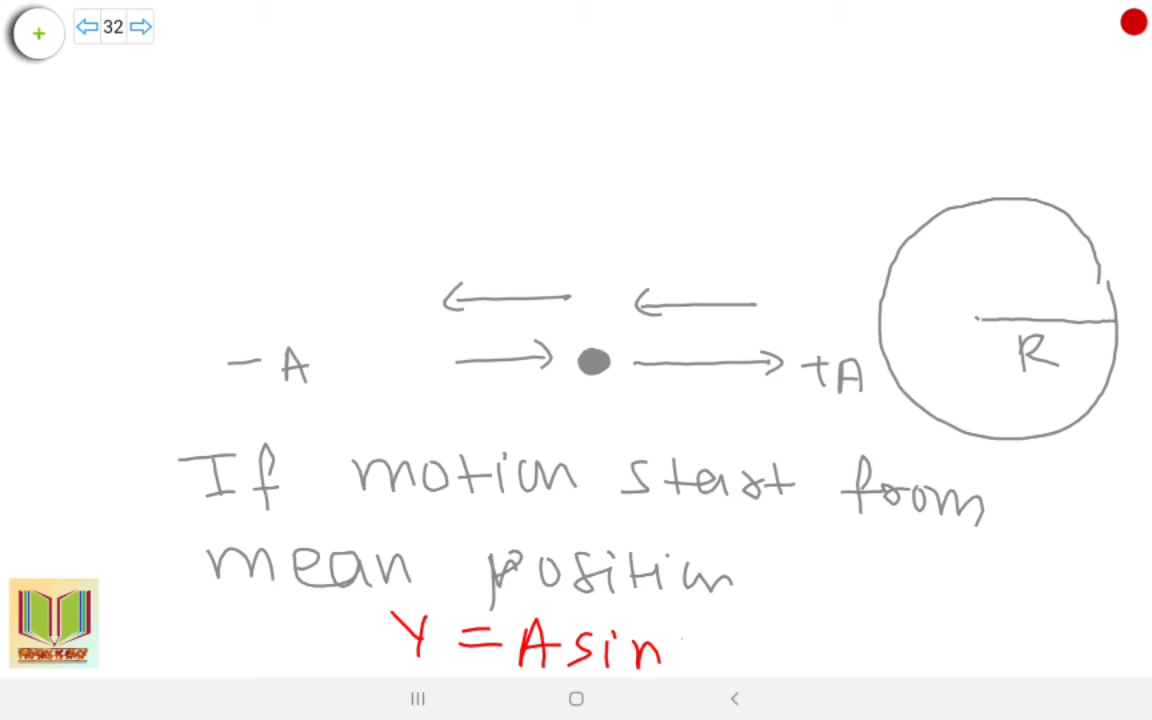 32
R
- A
+A
If motion start from
mean position
Y = A sin